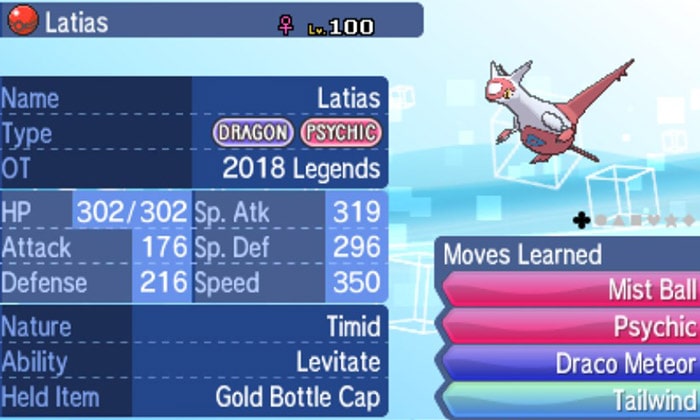 Latias ♀ Lv.100
Name Latias
Type DRAGON PSYCHIC
OT 2018 Legends
HP 302/302 Sp. Atk 319
Attack 176 Sp. Def 296
Defense 216 Speed 350
Nature Timid
Ability Levitate
Held Item Gold Bottle Cap
Moves Learned
Mist Ball
Psychic
Draco Meteor
Tailwind